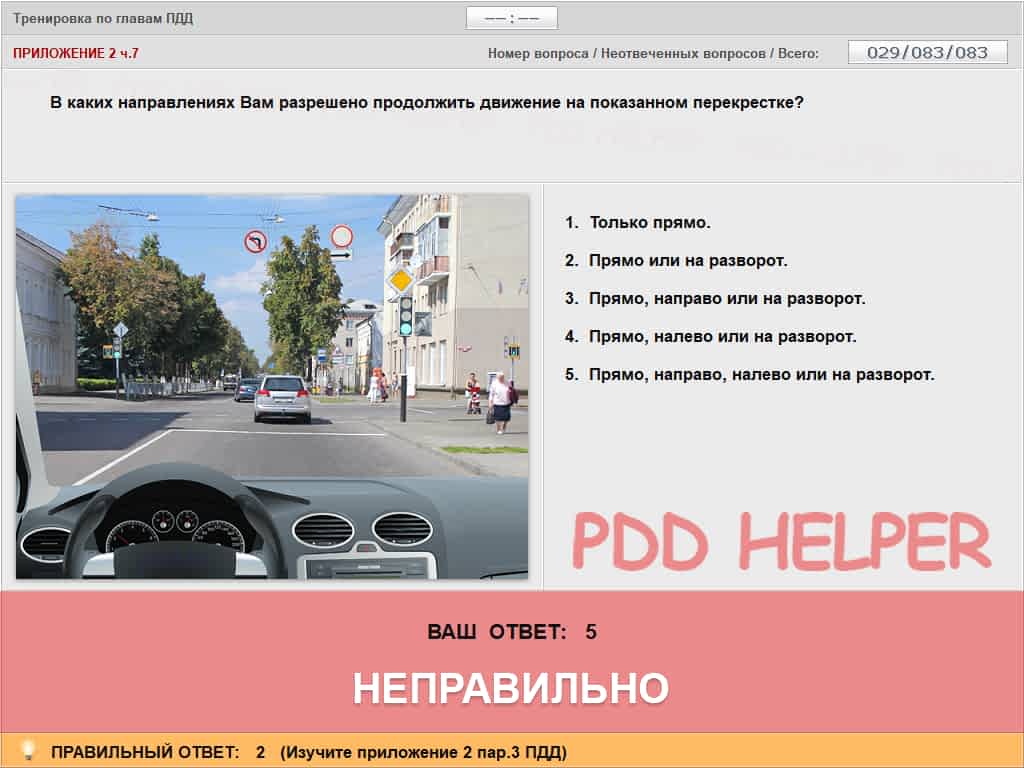 Тренировка по главам ПДД
—— : ——
ПРИЛОЖЕНИЕ 2 ч.7
Номер вопроса / Неотвеченных вопросов / Всего: 029/083/083
В каких направлениях Вам разрешено продолжить движение на показанном перекрестке?
1. Только прямо.
2. Прямо или на разворот.
3. Прямо, направо или на разворот.
4. Прямо, налево или на разворот.
5. Прямо, направо, налево или на разворот.
PDD HELPER
ВАШ ОТВЕТ: 5
НЕПРАВИЛЬНО
ПРАВИЛЬНЫЙ ОТВЕТ: 2 (Изучите приложение 2 пар.3 ПДД)